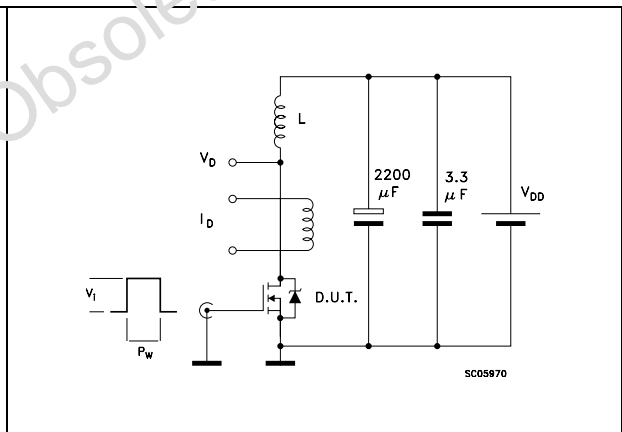 Obsole
L
V_D
2200
μF
3.3
μF
V_DD
I_D
V_i
D.U.T.
P_W
SC05970